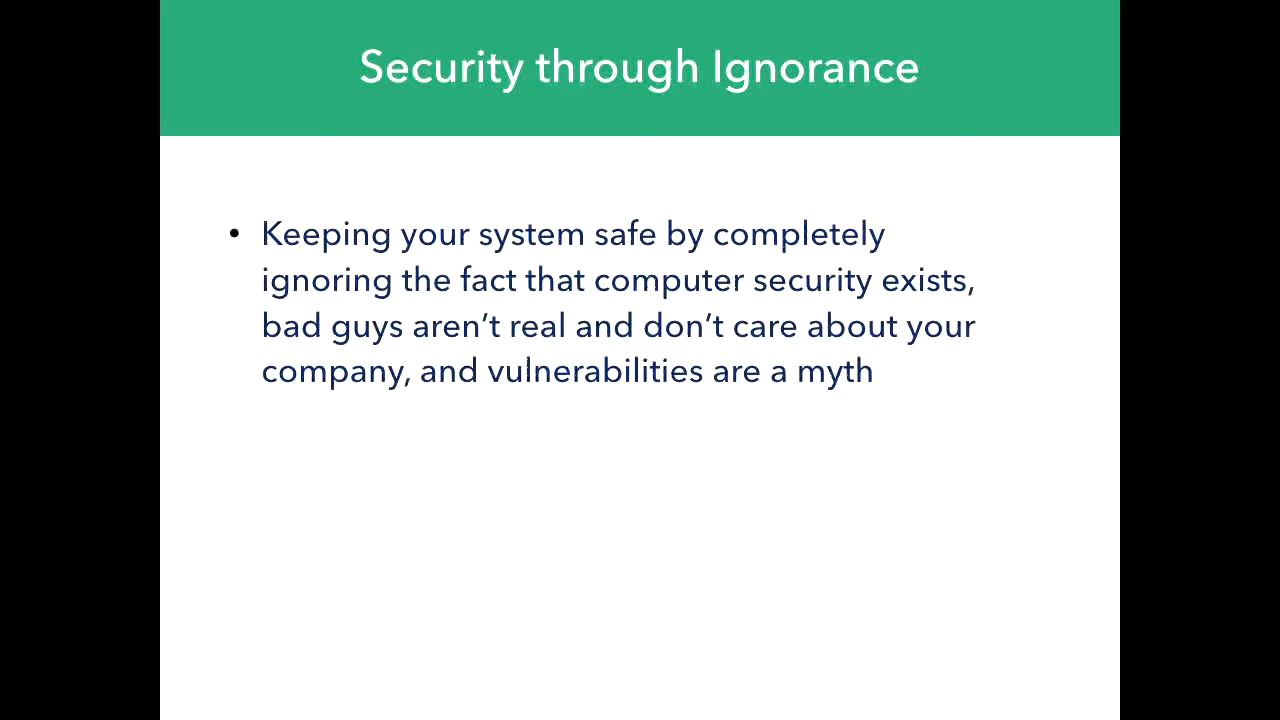 Security through Ignorance
• Keeping your system safe by completely
ignoring the fact that computer security exists,
bad guys aren’t real and don’t care about your
company, and vulnerabilities are a myth